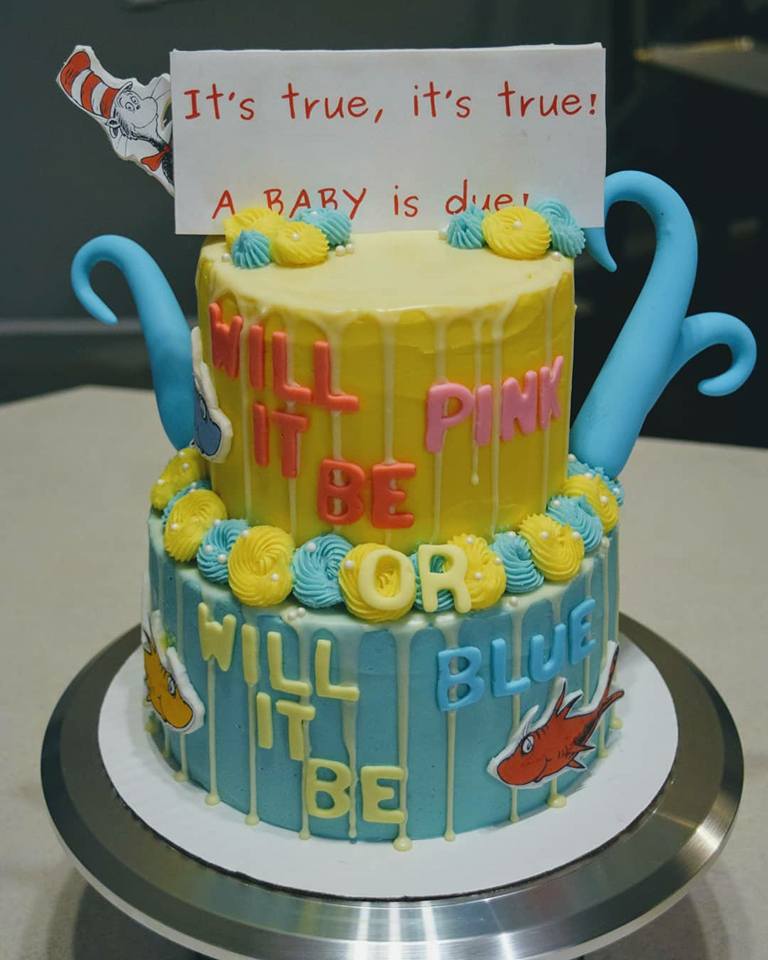 It's true, it's true!
A BABY is due!
WILL
IT
BE
PINK
OR
WILL
IT
BE
BLUE